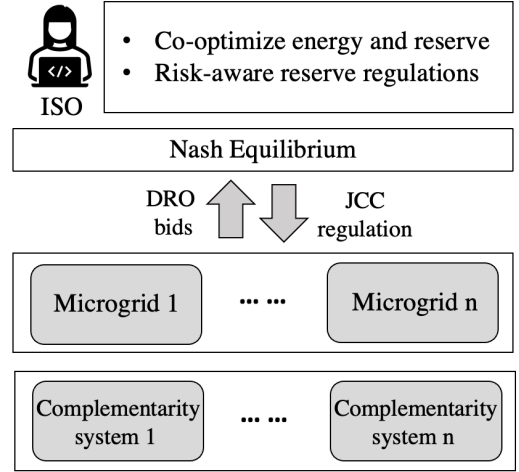 • Co-optimize energy and reserve
• Risk-aware reserve regulations
</>
ISO
Nash Equilibrium
DRO
bids
JCC
regulation
Microgrid 1
... ...
Microgrid n
Complementarity
system 1
... ...
Complementarity
system n